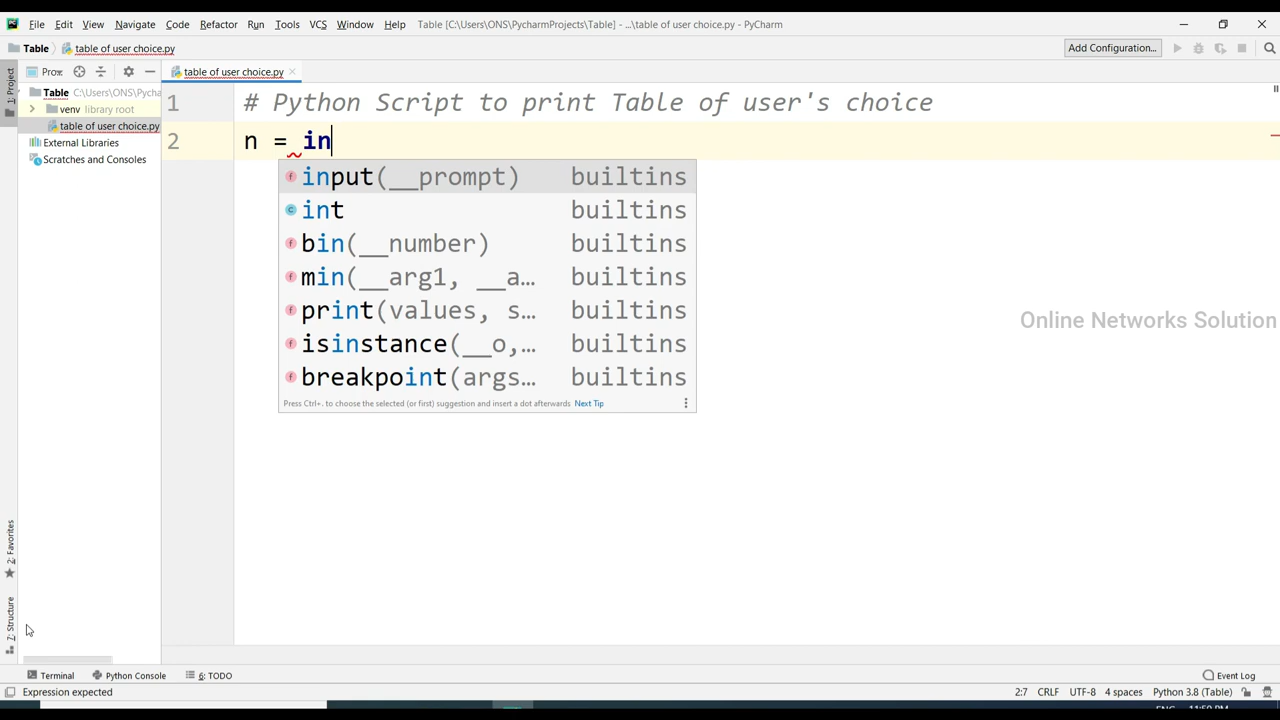 File Edit View Navigate Code Refactor Run Tools VCS Window Help Table [C:\Users\ONS\PycharmProjects\Table] - ...\table of user choice.py - PyCharm
Table table of user choice.py Add Configuration...
1: Project Proj... table of user choice.py
Table C:\Users\ONS\Pycha
venv library root
table of user choice.py
External Libraries
Scratches and Consoles
1 # Python Script to print Table of user's choice
2 n = in
input(__prompt) builtins
int builtins
bin(__number) builtins
min(__arg1, __a... builtins
print(values, s... builtins
isinstance(__o,... builtins
breakpoint(args... builtins
Press Ctrl+. to choose the selected (or first) suggestion and insert a dot afterwards Next Tip
Online Networks Solution
2: Favorites
7: Structure
Terminal Python Console 6: TODO Event Log
Expression expected 2:7 CRLF UTF-8 4 spaces Python 3.8 (Table)
ENG 11:50 PM